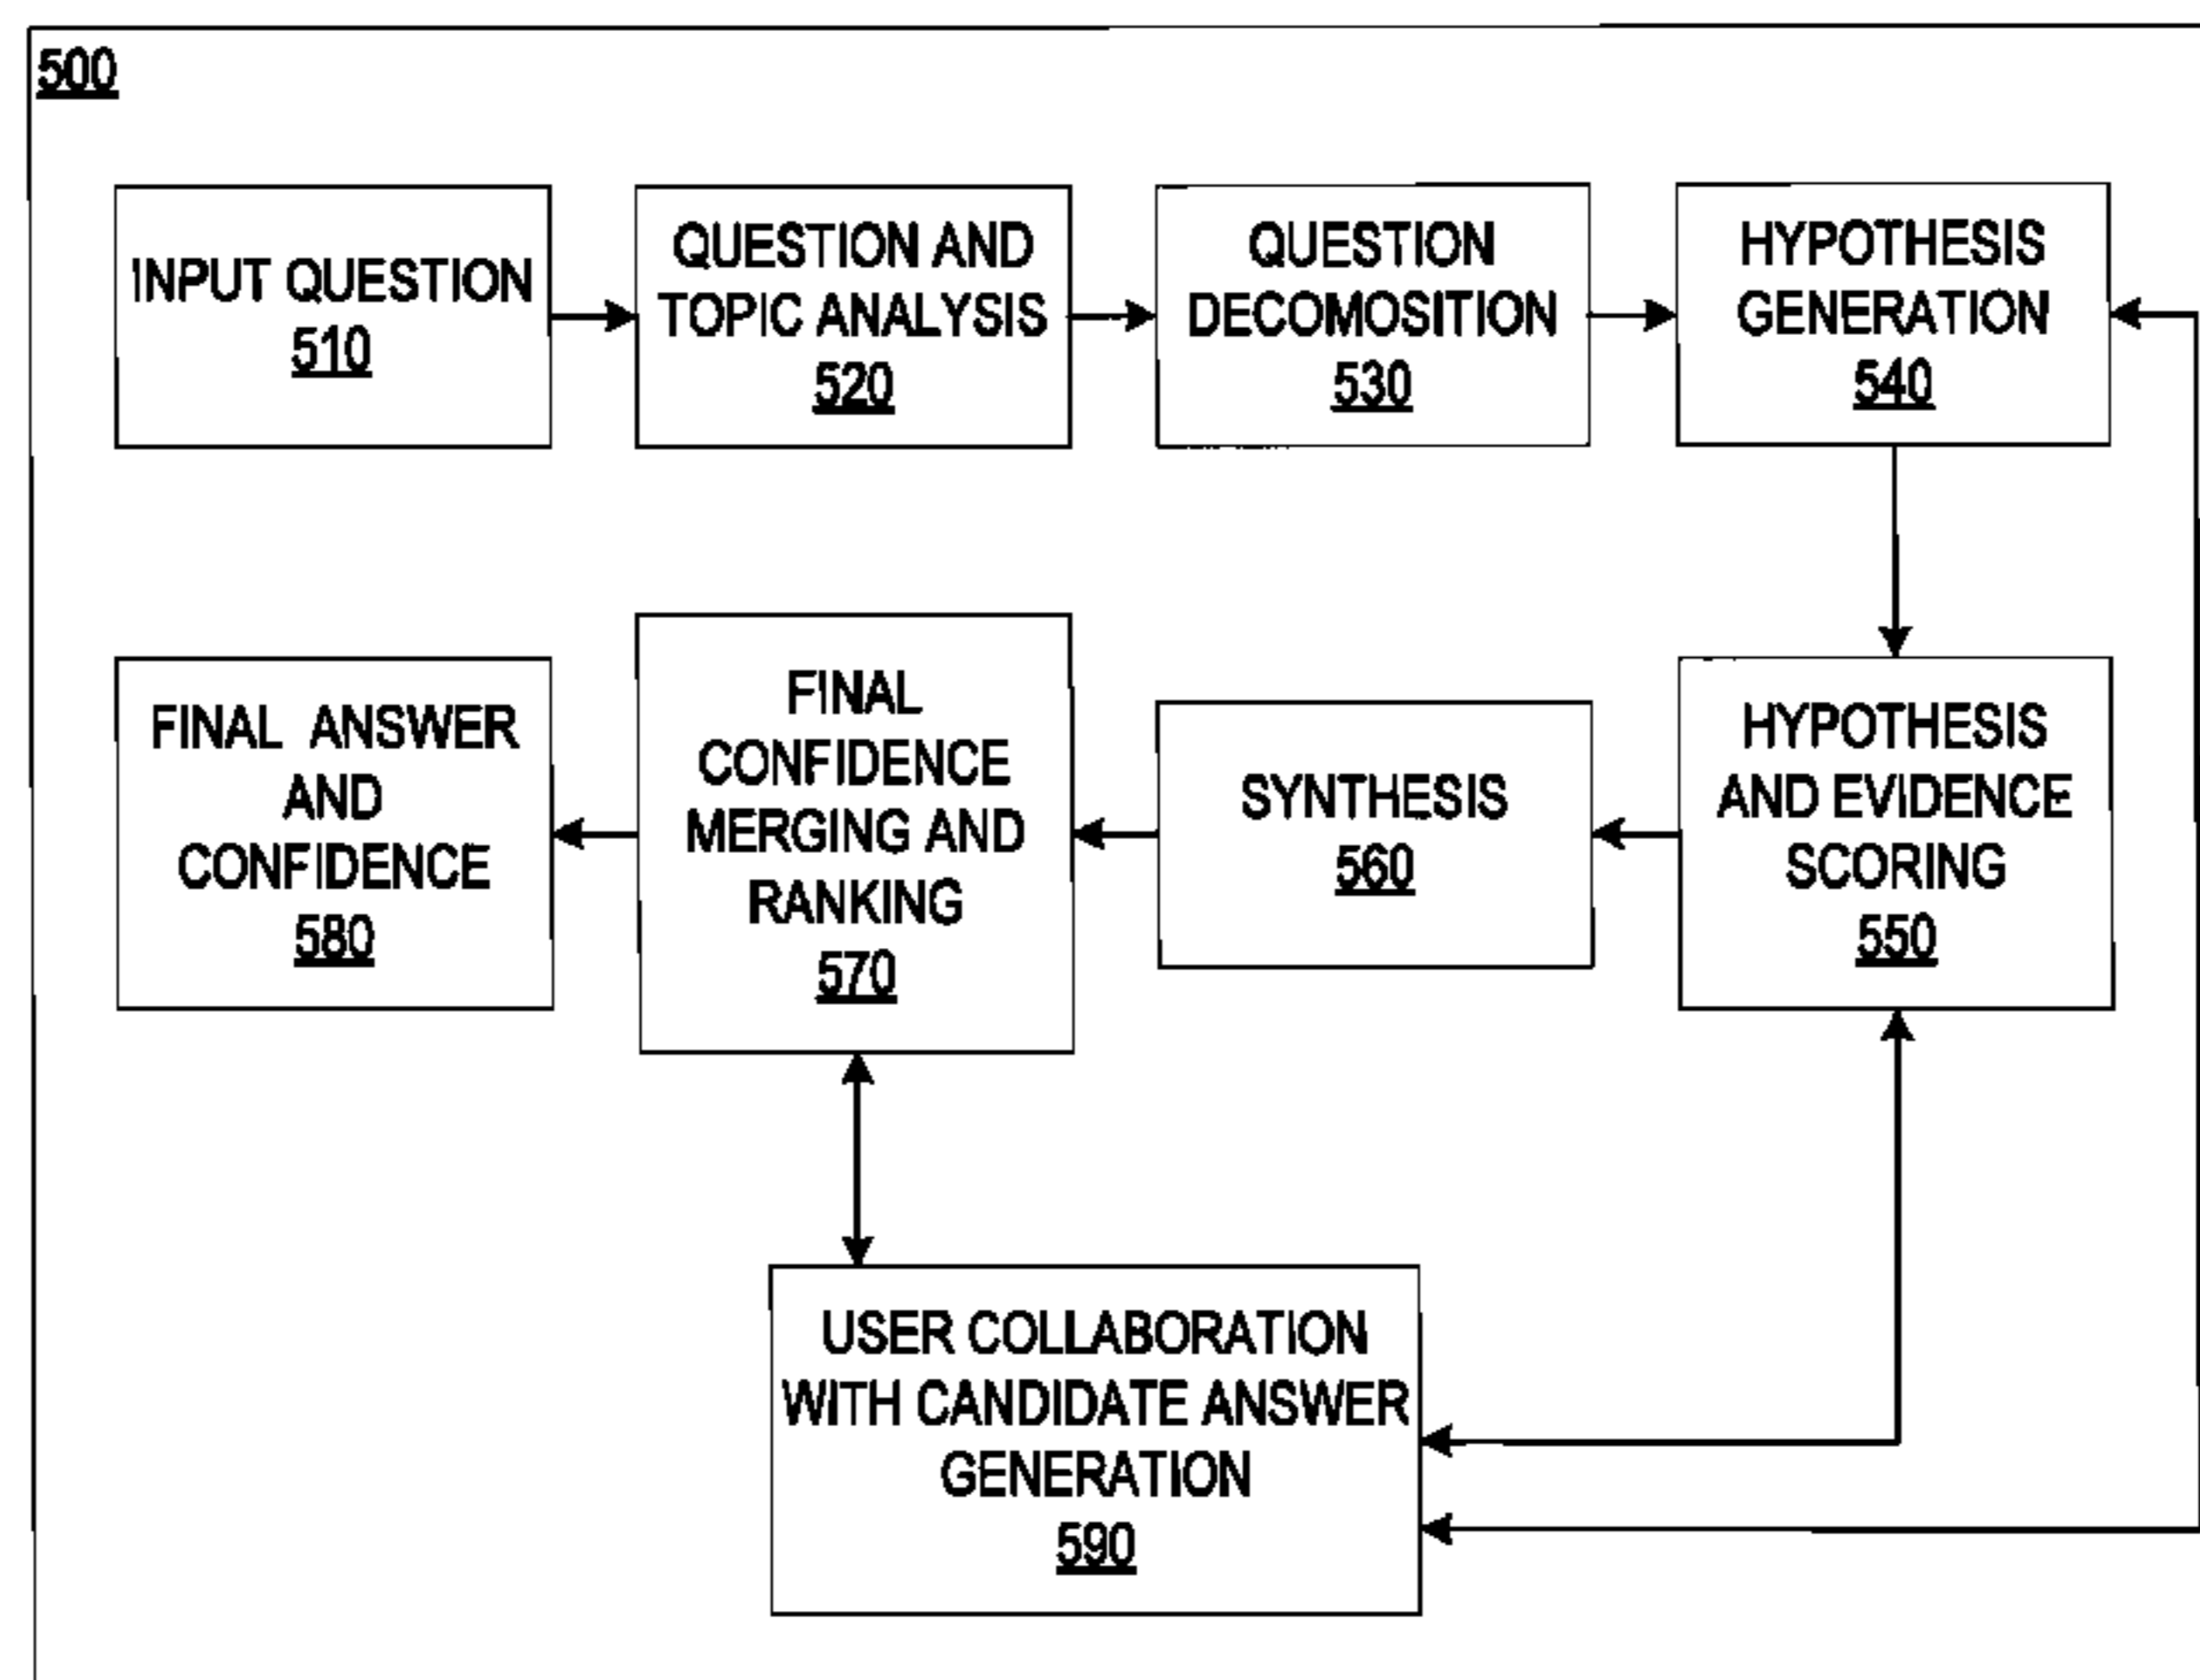 500
INPUT QUESTION
510
QUESTION AND
TOPIC ANALYSIS
520
QUESTION
DECOMOSITION
530
HYPOTHESIS
GENERATION
540
FINAL ANSWER
AND
CONFIDENCE
580
FINAL
CONFIDENCE
MERGING AND
RANKING
570
SYNTHESIS
560
HYPOTHESIS
AND EVIDENCE
SCORING
550
USER COLLABORATION
WITH CANDIDATE ANSWER
GENERATION
590